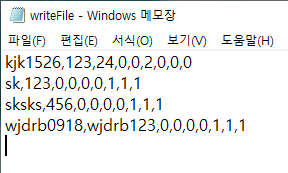 writeFile - Windows 메모장
파일(F) 편집(E) 서식(O) 보기(V) 도움말(H)
kjk1526,123,24,0,0,2,0,0,0
sk,123,0,0,0,0,1,1,1
sksks,456,0,0,0,0,1,1,1
wjdrb0918,wjdrb123,0,0,0,0,1,1,1